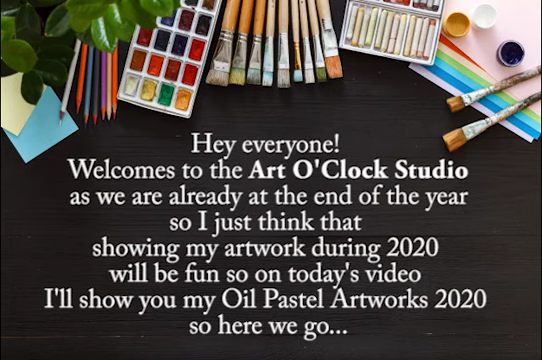 Hey everyone!
Welcomes to the Art O'Clock Studio
as we are already at the end of the year
so I just think that
showing my artwork during 2020
will be fun so on today's video
I'll show you my Oil Pastel Artworks 2020
so here we go...